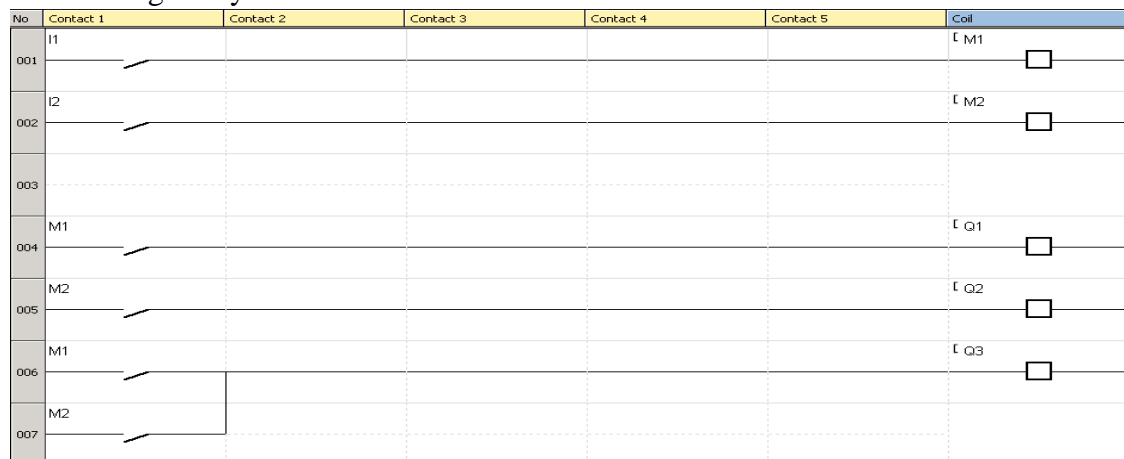 No Contact 1 Contact 2 Contact 3 Contact 4 Contact 5 Coil
I1 [ M1
001
I2 [ M2
002
003
M1 [ Q1
004
M2 [ Q2
005
M1 [ Q3
006
M2
007